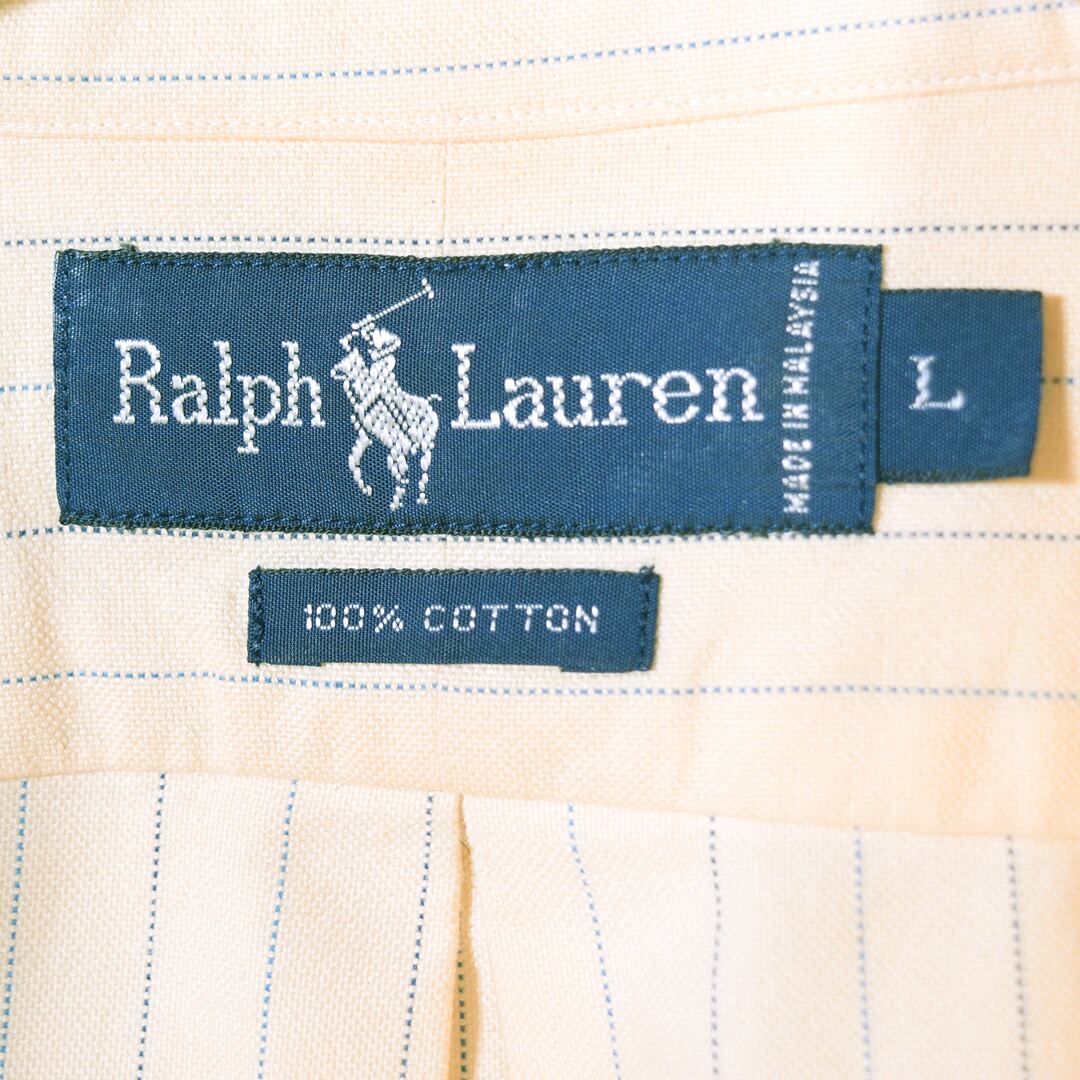 Ralph Lauren
MADE IN MALAYSIA
L
100% COTTON